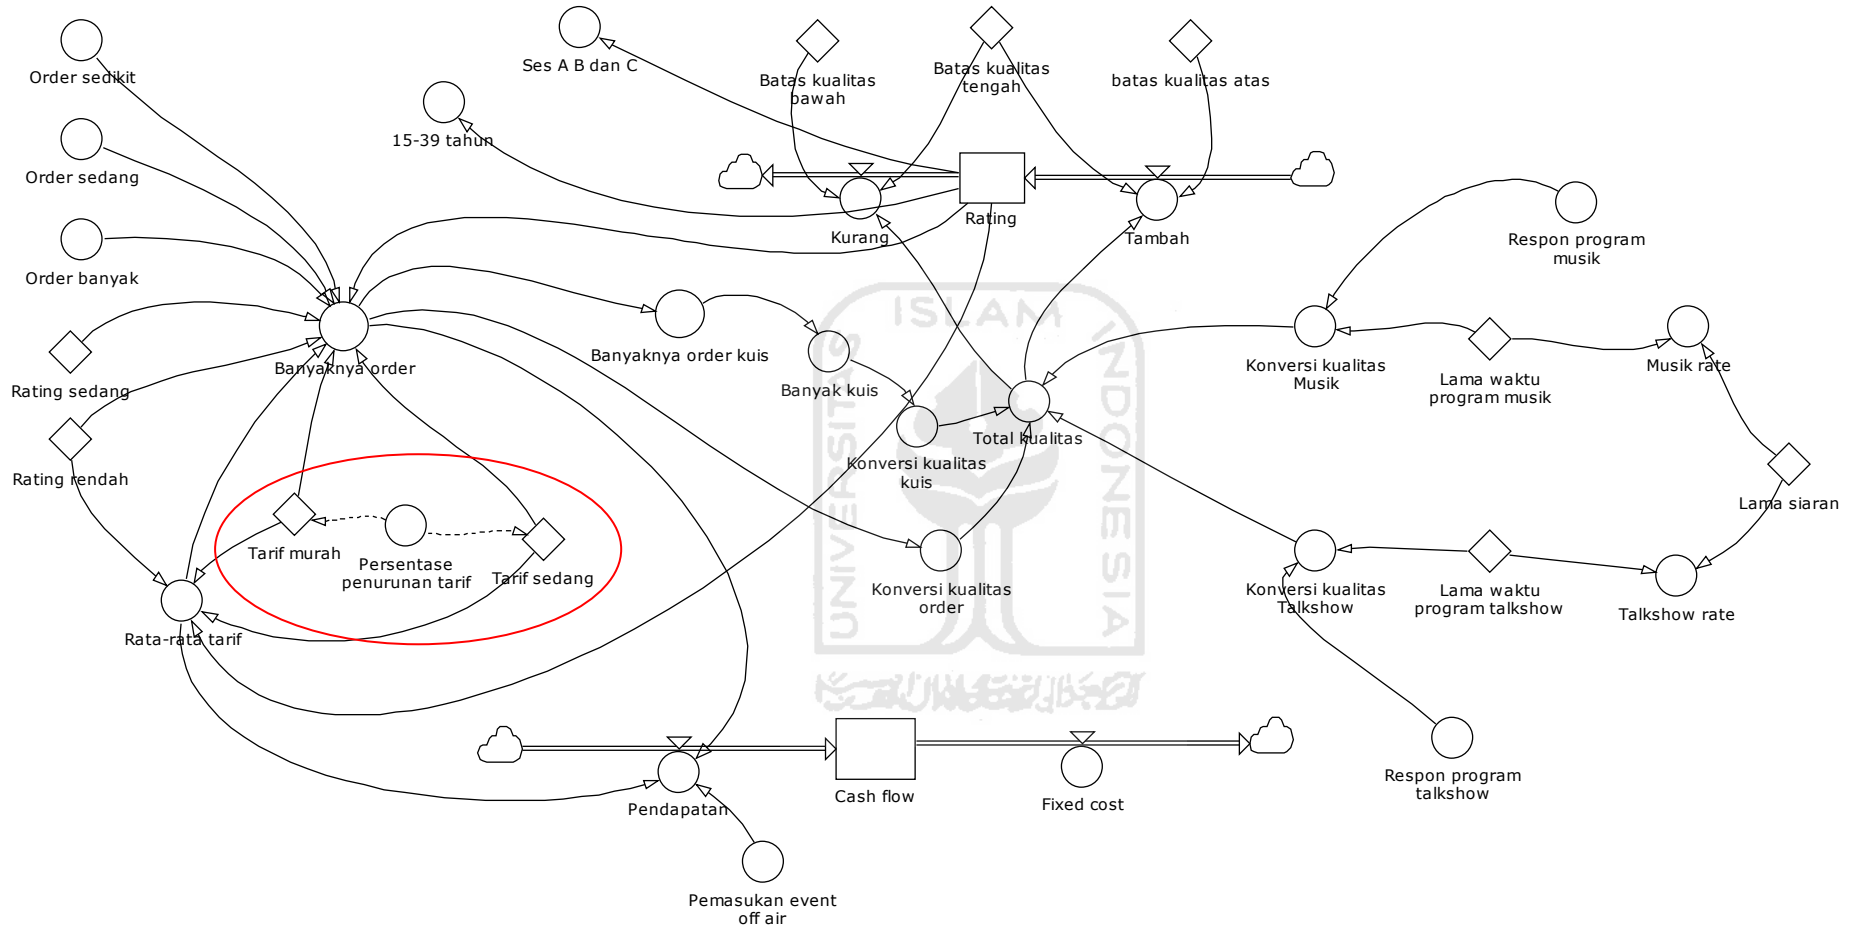 Order sedikit
Ses A B dan C
Batas kualitas
bawah
Batas kualitas
tengah
batas kualitas atas
15-39 tahun
Order sedang
Order banyak
Kurang
Rating
Tambah
Respon program
musik
Banyaknya order
Banyaknya order kuis
Banyak kuis
Rating sedang
Rating rendah
Konversi kualitas
Musik
Lama waktu
program musik
Musik rate
Total kualitas
Konversi kualitas
kuis
Lama siaran
Tarif murah
Persentase
penurunan tarif
Tarif sedang
Konversi kualitas
order
Konversi kualitas
Talkshow
Lama waktu
program talkshow
Talkshow rate
Rata-rata tarif
Respon program
talkshow
Pendapatan
Cash flow
Fixed cost
Pemasukan event
off air
UNIVERSITAS
ISLAM
INDONESIA